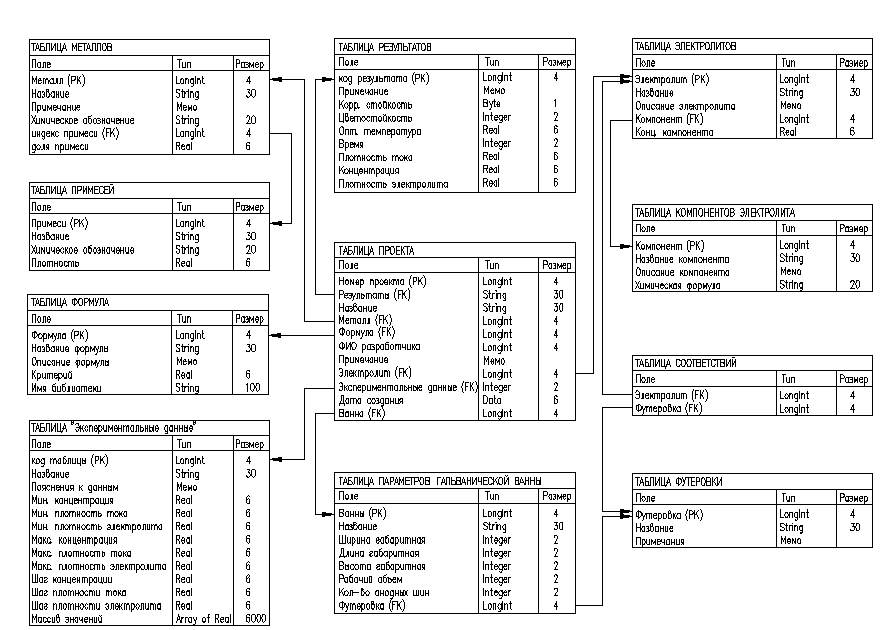 ТАБЛИЦА МЕТАЛЛОВ
Поле Тип Размер
Металл (PK) LongInt 4
Название String 30
Примечание Мемо
Химическое обозначение String 20
индекс примеси (FK) LongInt 4
доля примеси Real 6
ТАБЛИЦА ПРИМЕСЕЙ
Поле Тип Размер
Примеси (PK) LongInt 4
Название String 30
Химическое обозначение String 20
Плотность Real 6
ТАБЛИЦА ФОРМУЛА
Поле Тип Размер
Формула (PK) LongInt 4
Название формулы String 30
Описание формулы Мемо
Критерий Real 6
Имя библиотеки String 100
ТАБЛИЦА "Экспериментальные данные"
Поле Тип Размер
код таблицы (PK) LongInt 4
Название String 30
Пояснения к данным Мемо
Мин. концентрация Real 6
Мин. плотность тока Real 6
Мин. плотность электролита Real 6
Макс. концентрация Real 6
Макс. плотность тока Real 6
Макс. плотность электролита Real 6
Шаг концентрации Real 6
Шаг плотности тока Real 6
Шаг плотности электролита Real 6
Массив значений Array of Real 6000
ТАБЛИЦА РЕЗУЛЬТАТОВ
Поле Тип Размер
код результата (PK) LongInt 4
Примечание Мемо
Корр. стойкость Byte 1
Цветостойкость Integer 2
Опт. температура Real 6
Время Integer 2
Плотность тока Real 6
Концентрация Real 6
Плотность электролита Real 6
ТАБЛИЦА ПРОЕКТА
Поле Тип Размер
Номер проекта (PK) LongInt 4
Результаты (FK) String 30
Название String 30
Металл (FK) LongInt 4
Формула (FK) LongInt 4
ФИО разработчика LongInt 4
Примечание Мемо
Электролит (FK) LongInt 4
Экспериментальные данные (FK) Integer 2
Дата создания Data 6
Ванна (FK) LongInt 4
ТАБЛИЦА ПАРАМЕТРОВ ГАЛЬВАНИЧЕСКОЙ ВАННЫ
Поле Тип Размер
Ванны (PK) LongInt 4
Название String 30
Ширина габаритная Integer 2
Длина габаритная Integer 2
Высота габаритная Integer 2
Рабочий объем Integer 2
Кол-во анодных шин Integer 2
Футеровка (FK) LongInt 4
ТАБЛИЦА ЭЛЕКТРОЛИТОВ
Поле Тип Размер
Электролит (PK) LongInt 4
Название String 30
Описание электролита Мемо
Компонент (FK) LongInt 4
Конц. компонента Real 6
ТАБЛИЦА КОМПОНЕНТОВ ЭЛЕКТРОЛИТА
Поле Тип Размер
Компонент (PK) LongInt 4
Название компонента String 30
Описание компонента Мемо
Химическая формула String 20
ТАБЛИЦА СООТВЕТСТВИЙ
Поле Тип Размер
Электролит (FK) LongInt 4
Футеровка (FK) LongInt 4
ТАБЛИЦА ФУТЕРОВКИ
Поле Тип Размер
Футеровка (PK) LongInt 4
Название String 30
Примечания Мемо